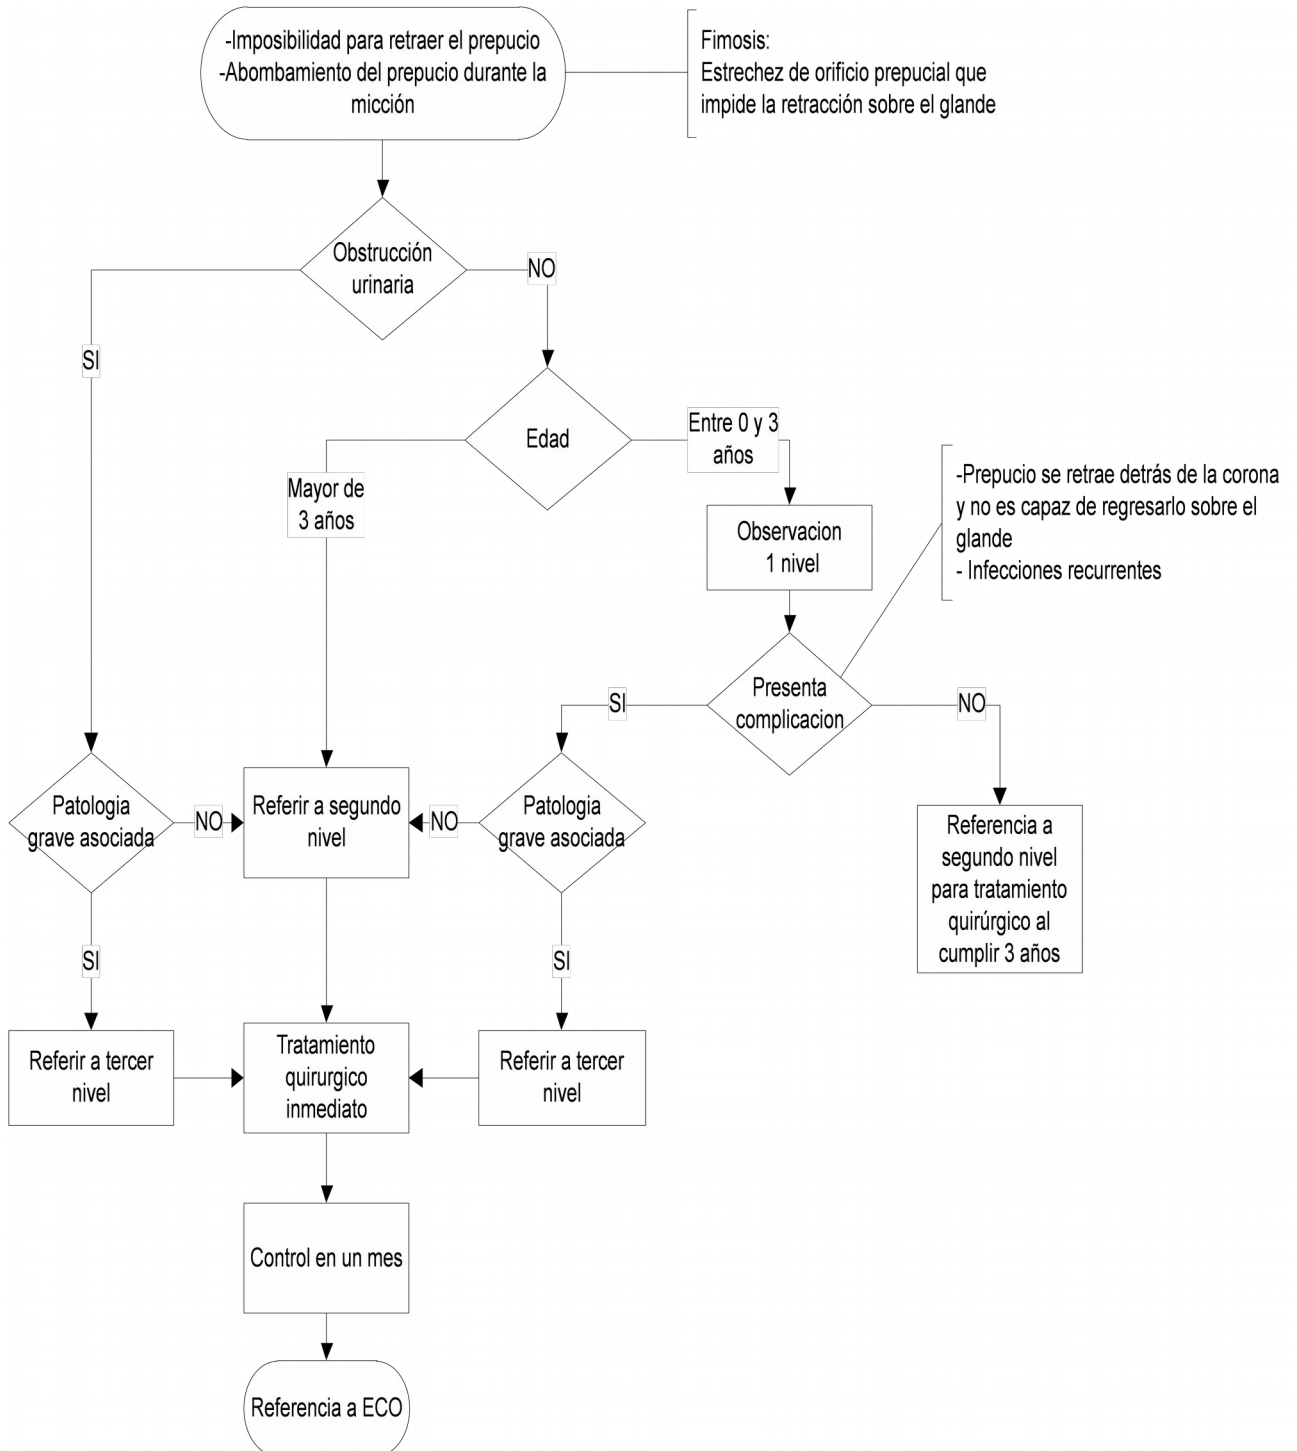 -Imposibilidad para retraer el prepucio
-Abombamiento del prepucio durante la
micción
Fimosis:
Estrechez de orificio prepucial que
impide la retracción sobre el glande
Obstrucción
urinaria
NO
SI
Edad
Entre 0 y 3
años
Mayor de
3 años
-Prepucio se retrae detrás de la corona
y no es capaz de regresarlo sobre el
glande
- Infecciones recurrentes
Observacion
1 nivel
Presenta
complicacion
SI
NO
Patologia
grave asociada
NO
Referir a segundo
nivel
NO
Patologia
grave asociada
Referencia a
segundo nivel
para tratamiento
quirúrgico al
cumplir 3 años
SI
SI
Referir a tercer
nivel
Tratamiento
quirurgico
inmediato
Referir a tercer
nivel
Control en un mes
Referencia a ECO